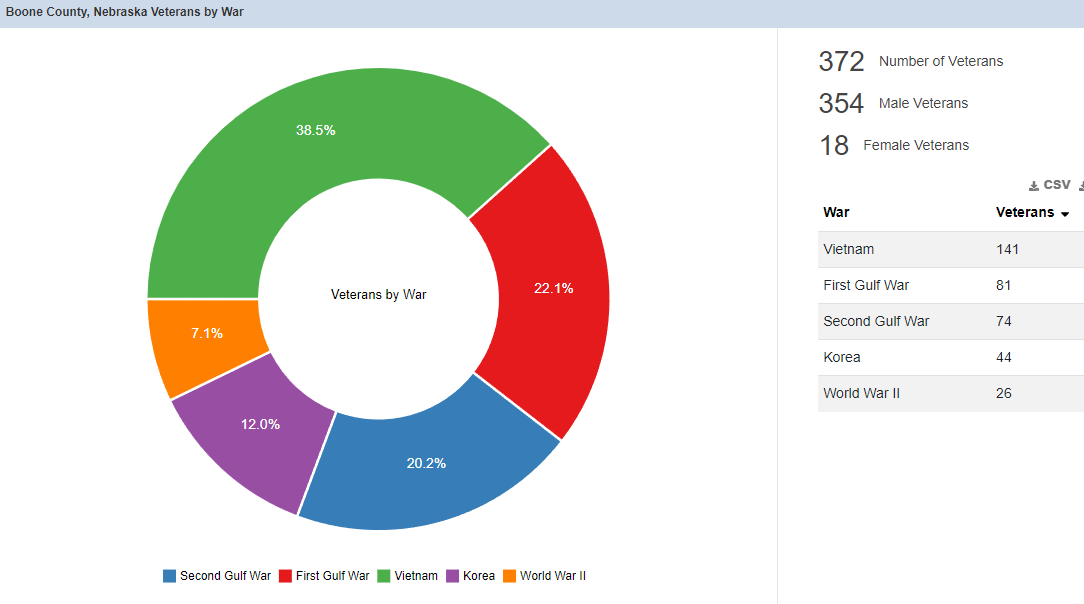 Boone County, Nebraska Veterans by War
38.5%
22.1%
Veterans by War
7.1%
12.0%
20.2%
Second Gulf War First Gulf War Vietnam Korea World War II
372 Number of Veterans
354 Male Veterans
18 Female Veterans
CSV
War Veterans
Vietnam 141
First Gulf War 81
Second Gulf War 74
Korea 44
World War II 26